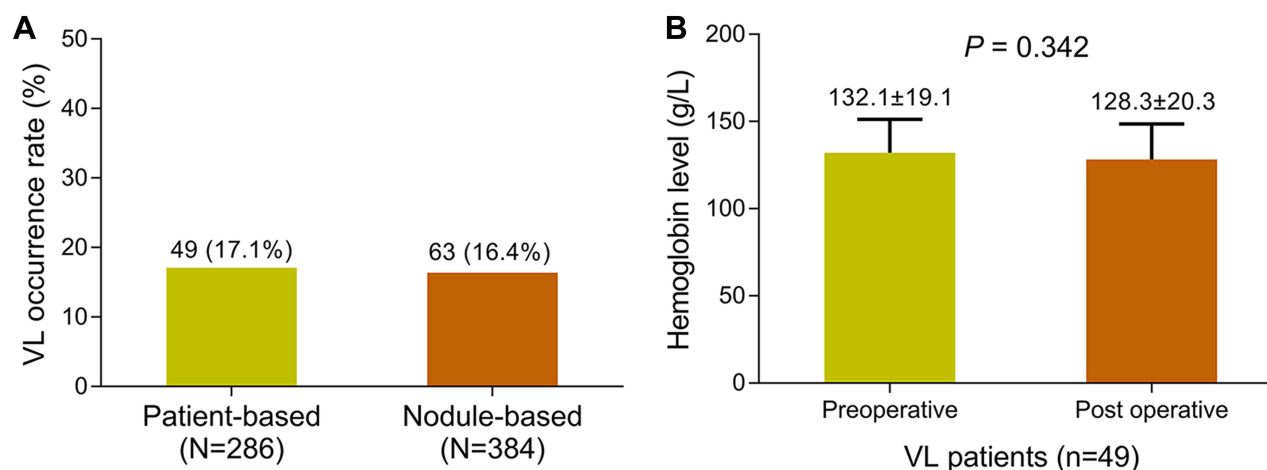 A
VL occurrence rate (%)
50
40
30
20
10
0
49 (17.1%)
63 (16.4%)
Patient-based
(N=286)
Nodule-based
(N=384)
B
Hemoglobin level (g/L)
200
150
100
50
0
P = 0.342
132.1±19.1
128.3±20.3
Preoperative
Post operative
VL patients (n=49)